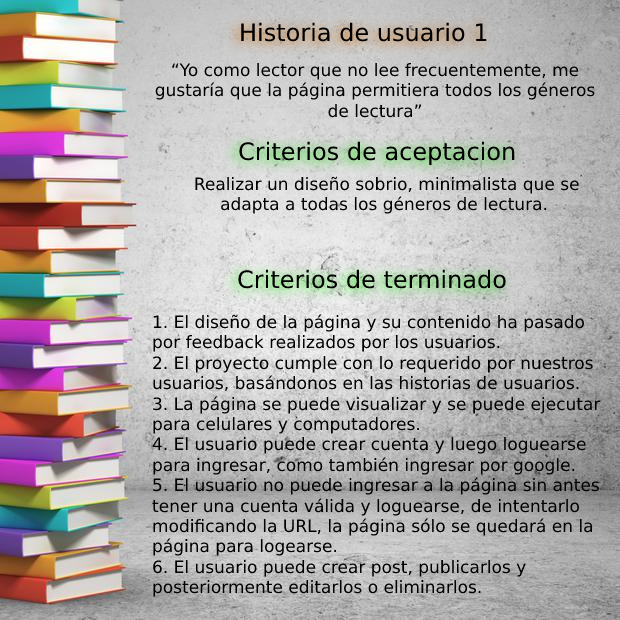 Historia de usuario 1
“Yo como lector que no lee frecuentemente, me
gustaría que la página permitiera todos los géneros
de lectura”
Criterios de aceptacion
Realizar un diseño sobrio, minimalista que se
adapta a todas los géneros de lectura.
Criterios de terminado
1. El diseño de la página y su contenido ha pasado
por feedback realizados por los usuarios.
2. El proyecto cumple con lo requerido por nuestros
usuarios, basándonos en las historias de usuarios.
3. La página se puede visualizar y se puede ejecutar
para celulares y computadores.
4. El usuario puede crear cuenta y luego loguearse
para ingresar, como también ingresar por google.
5. El usuario no puede ingresar a la página sin antes
tener una cuenta válida y loguearse, de intentarlo
modificando la URL, la página sólo se quedará en la
página para logearse.
6. El usuario puede crear post, publicarlos y
posteriormente editarlos o eliminarlos.